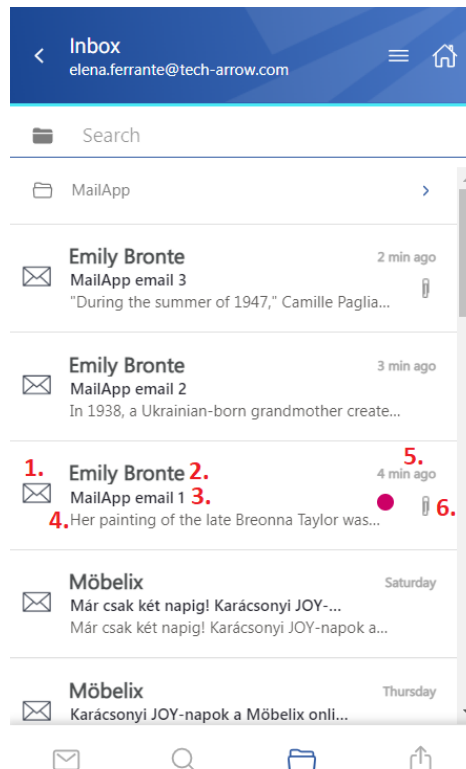 Inbox
elena.ferrante@tech-arrow.com
Search
MailApp
Emily Bronte 2 min ago
MailApp email 3
"During the summer of 1947," Camille Paglia...
Emily Bronte 3 min ago
MailApp email 2
In 1938, a Ukrainian-born grandmother create...
1. 5.
Emily Bronte 2. 4 min ago
MailApp email 1 3. 6.
4. Her painting of the late Breonna Taylor was...
Möbelix Saturday
Már csak két napig! Karácsonyi JOY-...
Már csak két napig! Karácsonyi JOY-napok a...
Möbelix Thursday
Karácsonyi JOY-napok a Möbelix onli...